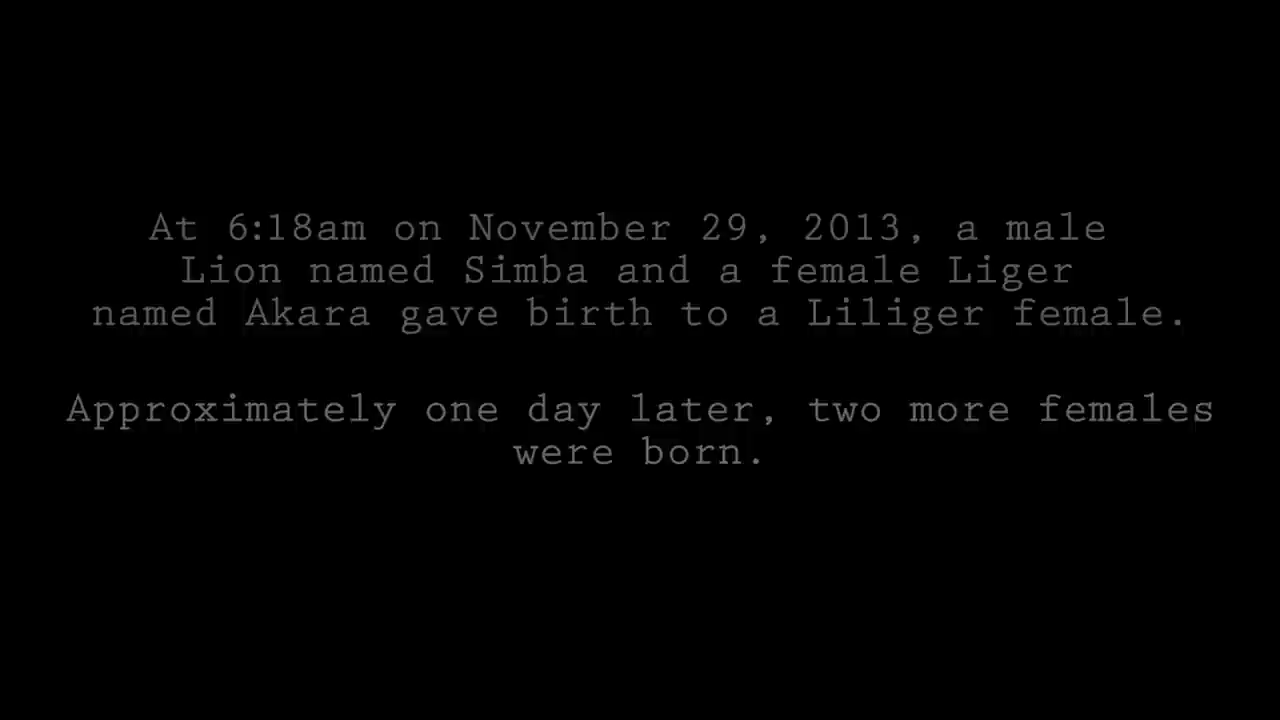 At 6:18am on November 29, 2013, a male
Lion named Simba and a female Liger
named Akara gave birth to a Liliger female.
Approximately one day later, two more females
were born.